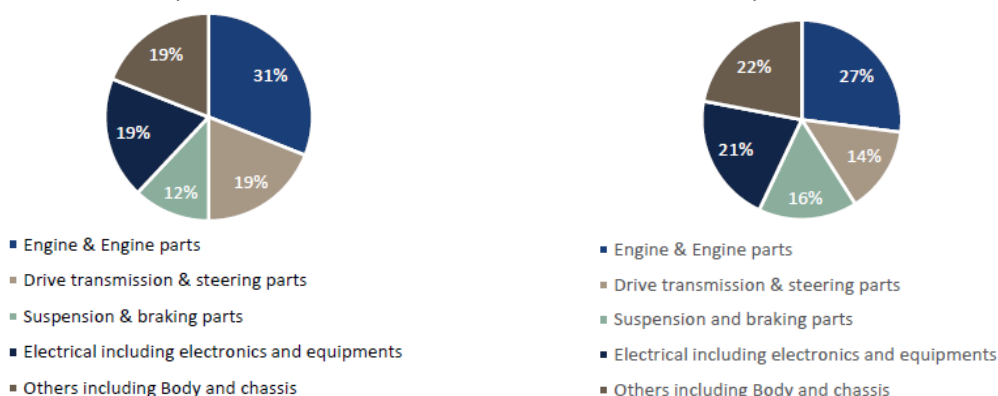 19%
31%
19%
12%
19%
Engine & Engine parts
Drive transmission & steering parts
Suspension & braking parts
Electrical including electronics and equipments
Others including Body and chassis
22%
27%
21%
14%
16%
Engine & Engine parts
Drive transmission & steering parts
Suspension and braking parts
Electrical including electronics and equipments
Others including Body and chassis